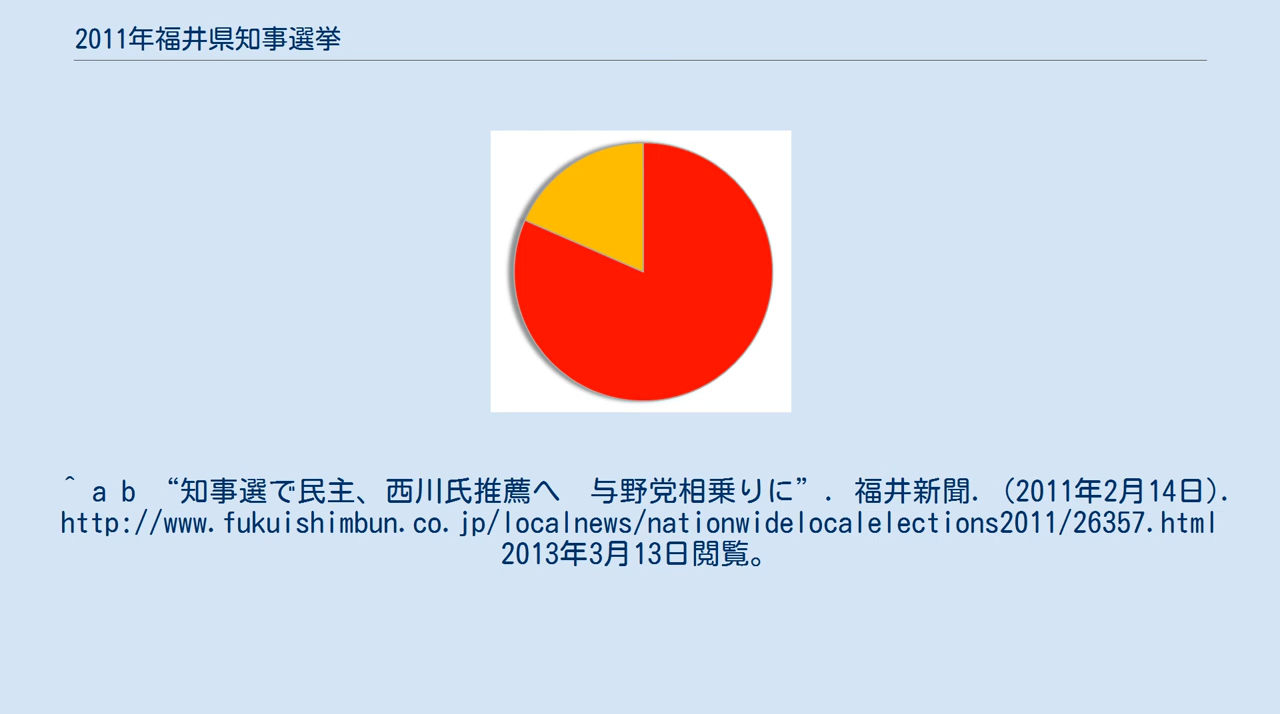 2011年福井県知事選挙
^ a b “知事選で民主、西川氏推薦へ　与野党相乗りに”. 福井新聞. (2011年2月14日).
http://www.fukuishimbun.co.jp/localnews/nationwidelocalelections2011/26357.html
2013年3月13日閲覧。